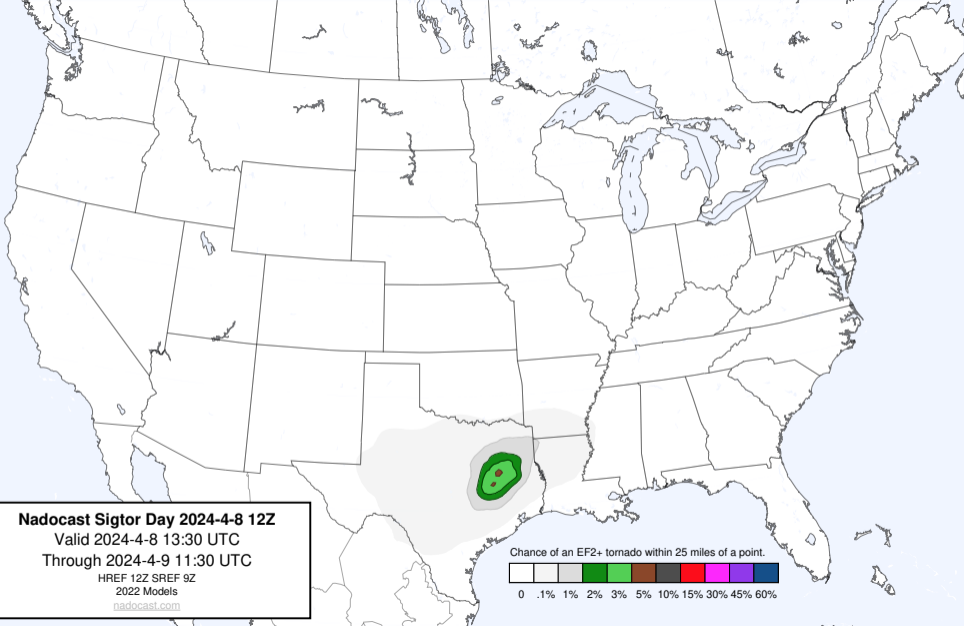 Nadocast Sigtor Day 2024-4-8 12Z
Valid 2024-4-8 13:30 UTC
Through 2024-4-9 11:30 UTC
HREF 12Z SREF 9Z
2022 Models
nadocast.com
Chance of an EF2+ tornado within 25 miles of a point.
0 .1% 1% 2% 3% 5% 10% 15% 30% 45% 60%